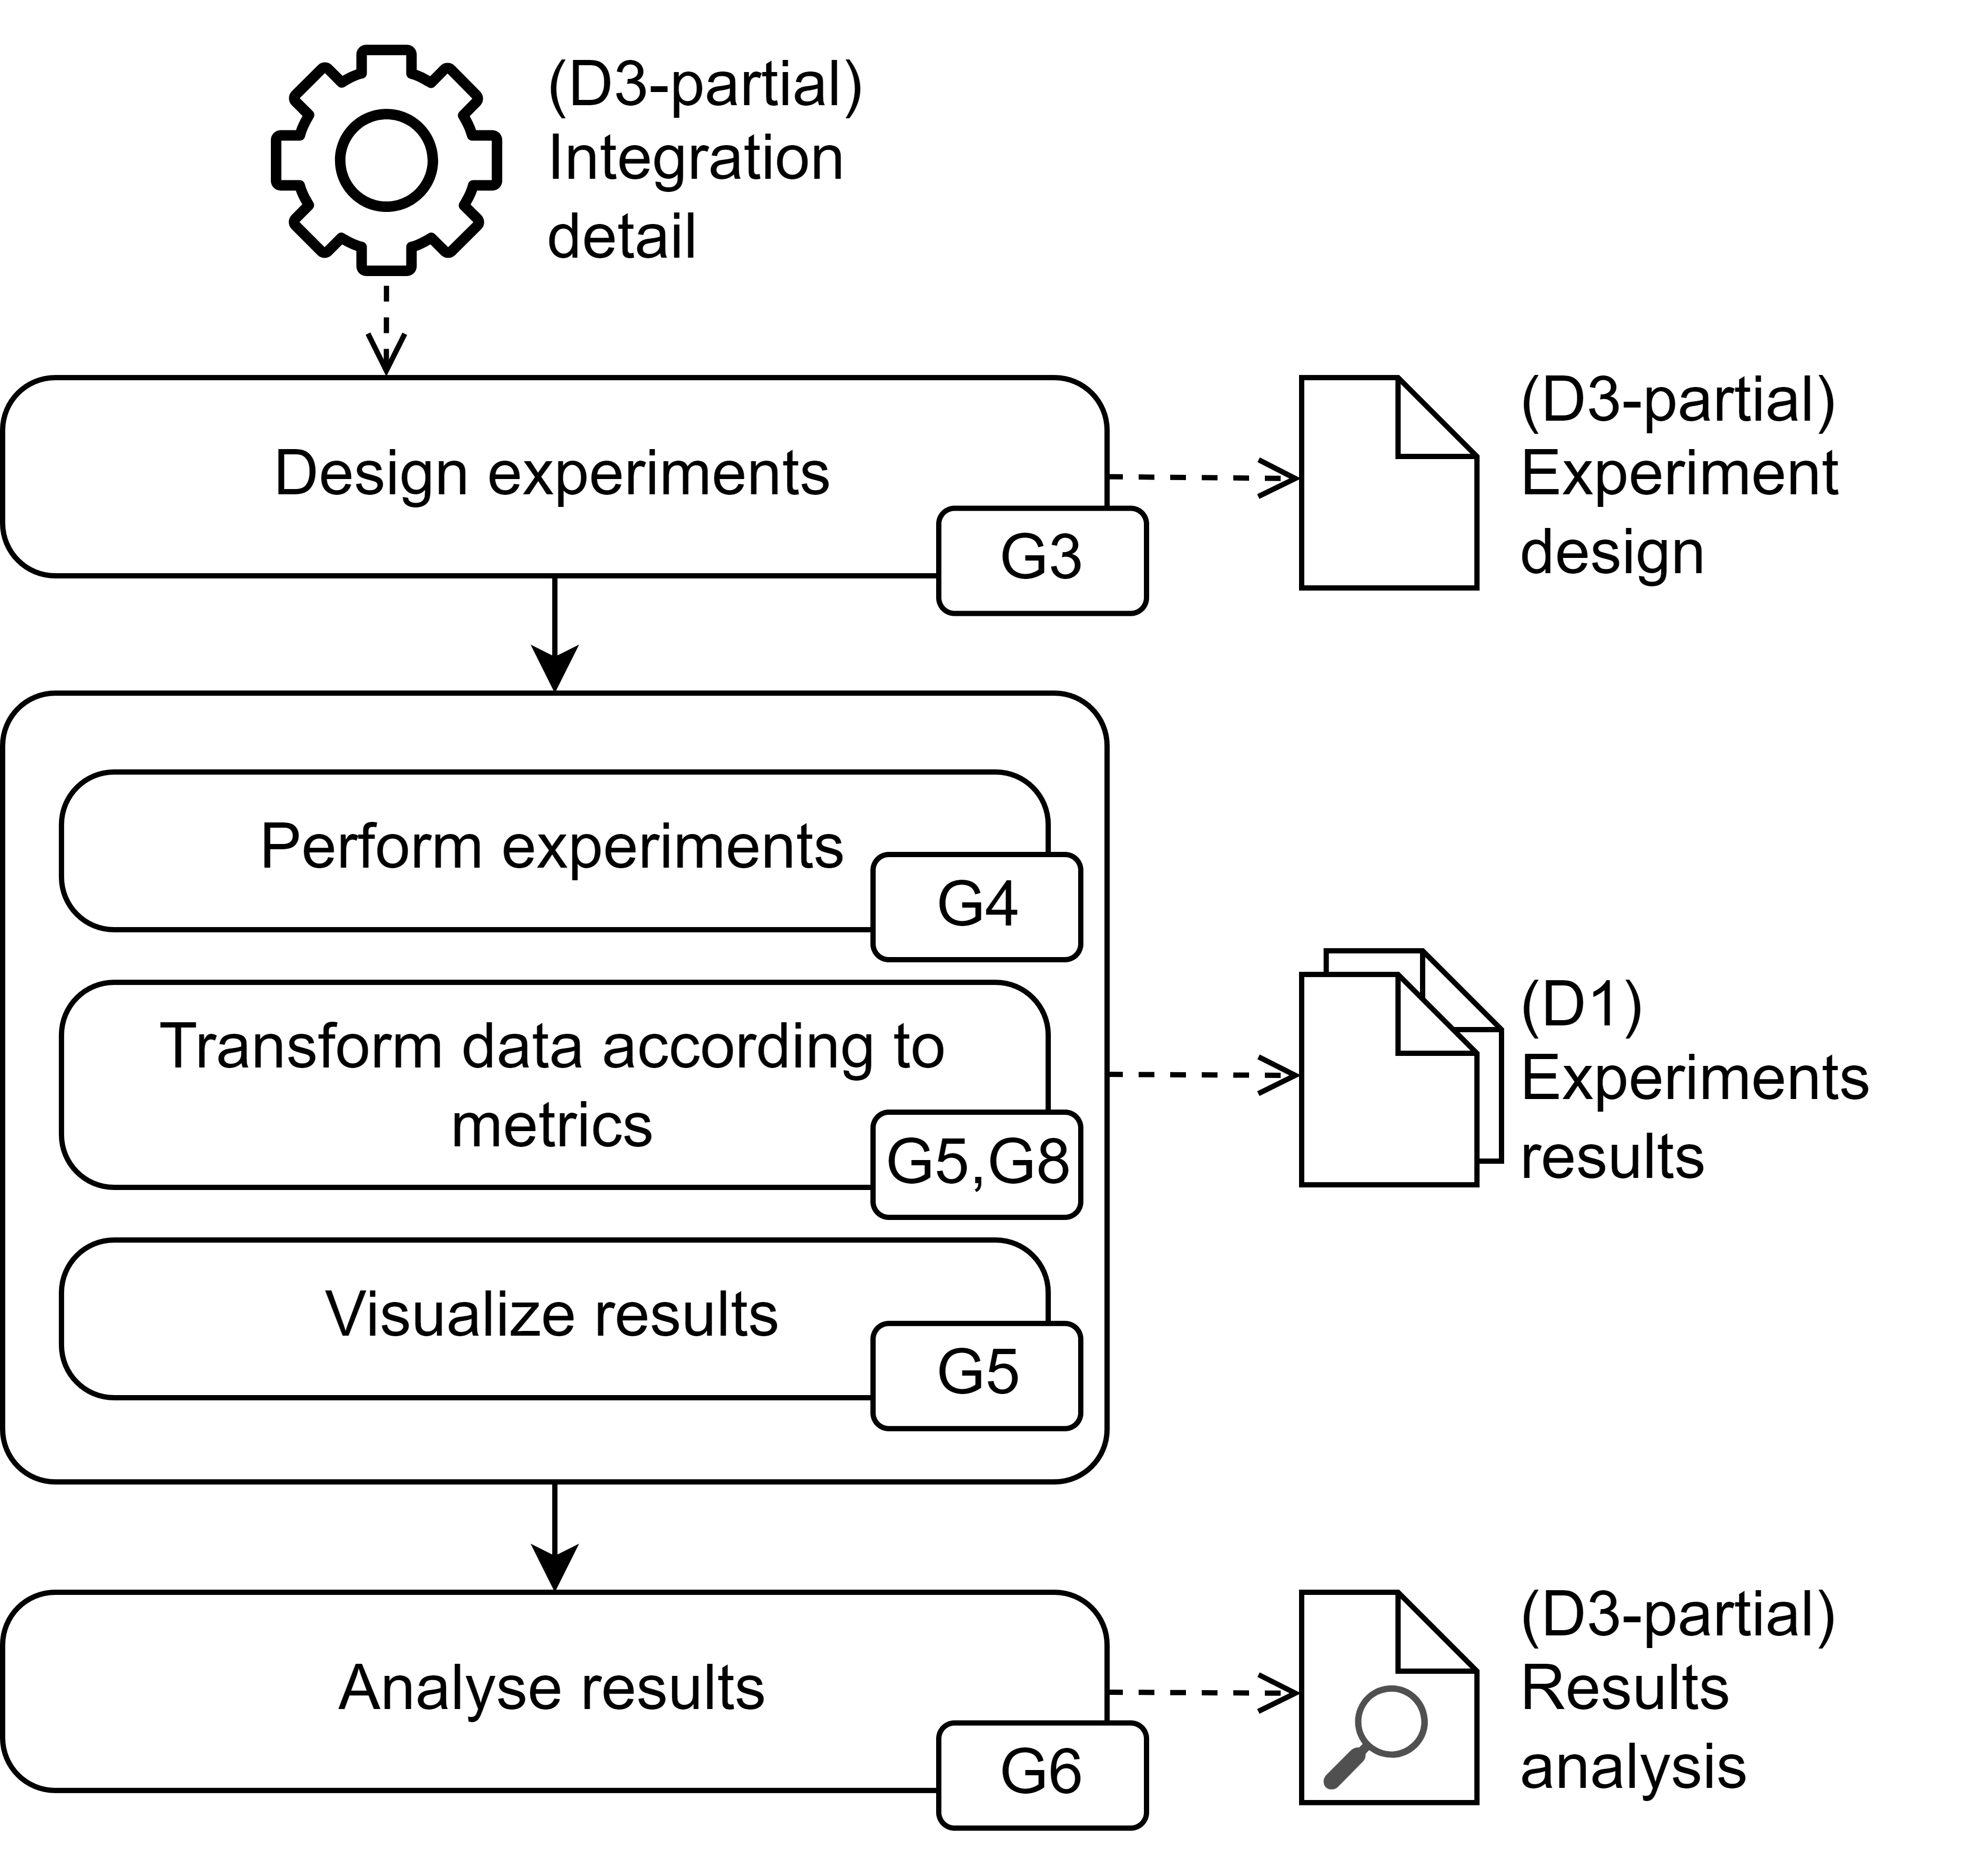 (D3-partial)
Integration
detail
Design experiments
G3
(D3-partial)
Experiment
design
Perform experiments
G4
Transform data according to
metrics
G5,G8
Visualize results
G5
(D1)
Experiments
results
Analyse results
G6
(D3-partial)
Results
analysis